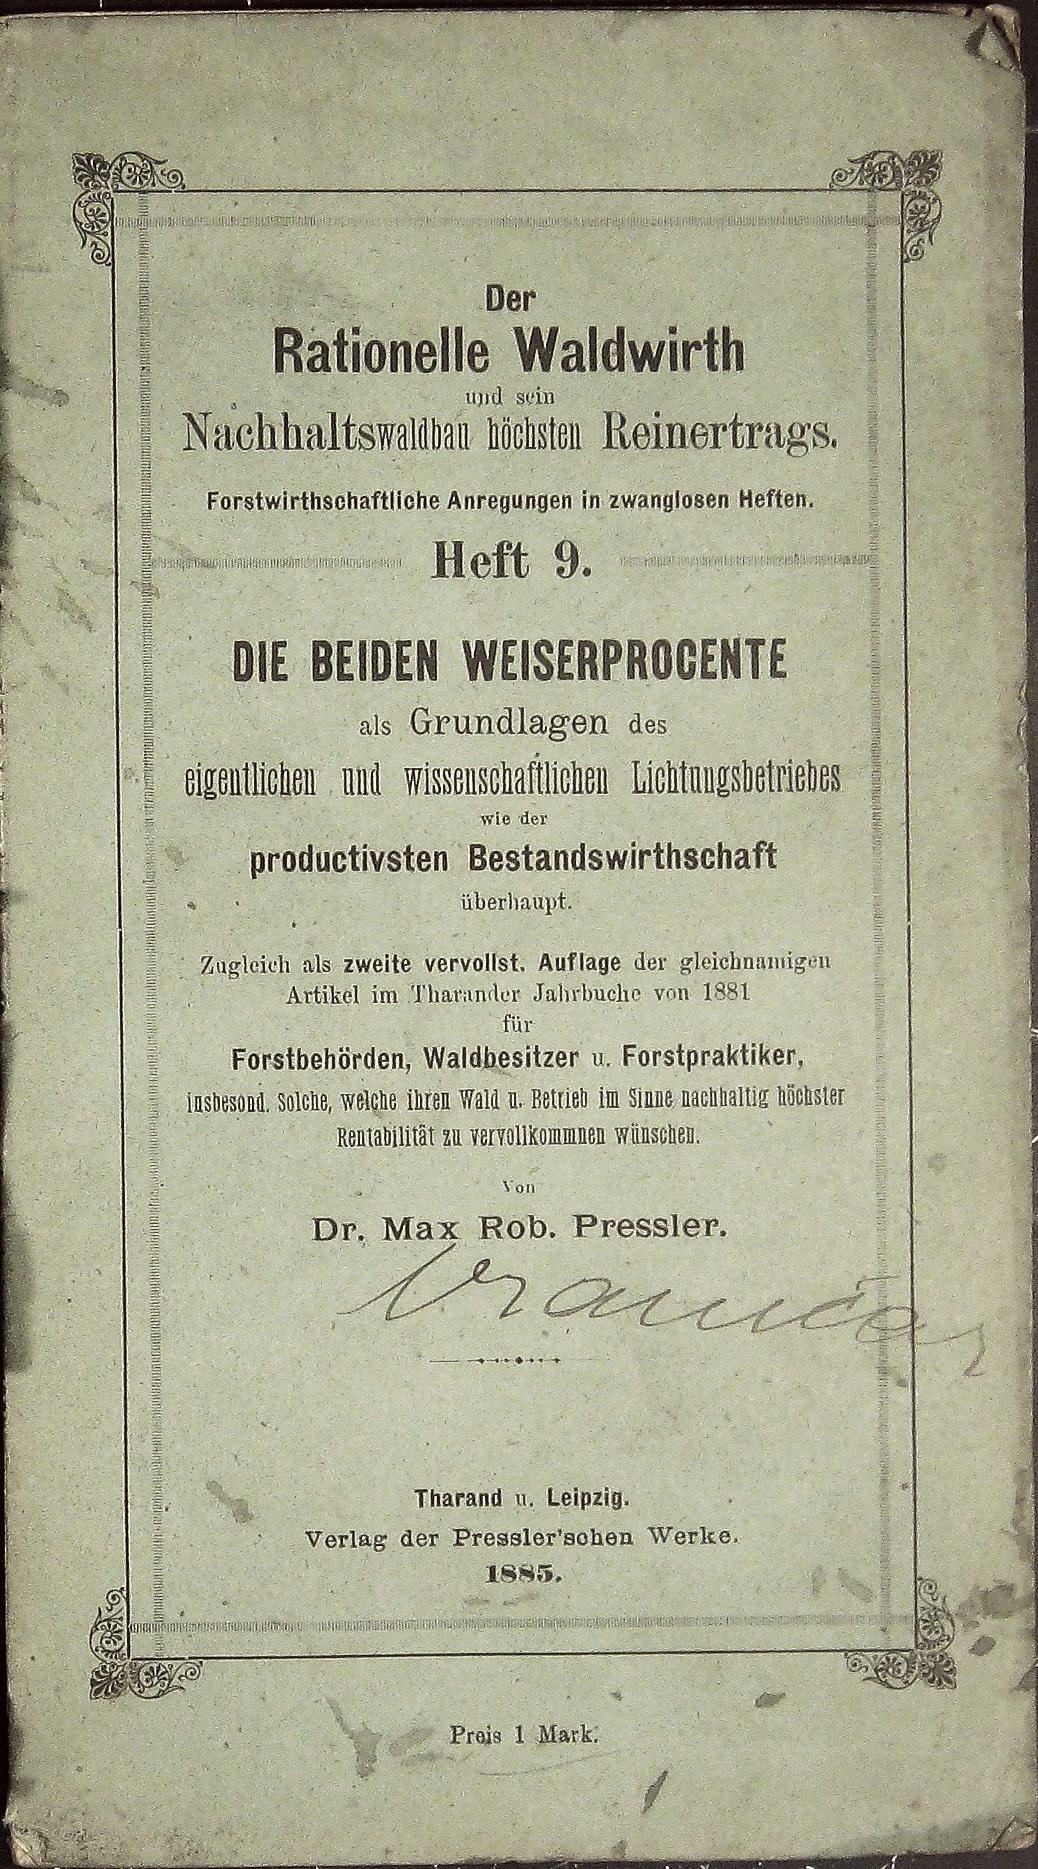 Der
Rationelle Waldwirth
und sein
Nachhaltswaldbau höchsten Reinertrags.
Forstwirthschaftliche Anregungen in zwanglosen Heften.
Heft 9.
DIE BEIDEN WEISERPROCENTE
als Grundlagen des
eigentlichen und wissenschaftlichen Lichtungsbetriebes
wie der
productivsten Bestandswirthschaft
überhaupt.
Zugleich als zweite vervollst. Auflage der gleichnamigen
Artikel im Tharander Jahrbuche von 1881
für
Forstbehörden, Waldbesitzer u. Forstpraktiker,
insbesond. Solche, welche ihren Wald u. Betrieb im Sinne nachhaltig höchster
Rentabilität zu vervollkommnen wünschen.
Von
Dr. Max Rob. Pressler.
Tharand u. Leipzig.
Verlag der Pressler'schen Werke.
1885.
Preis 1 Mark.